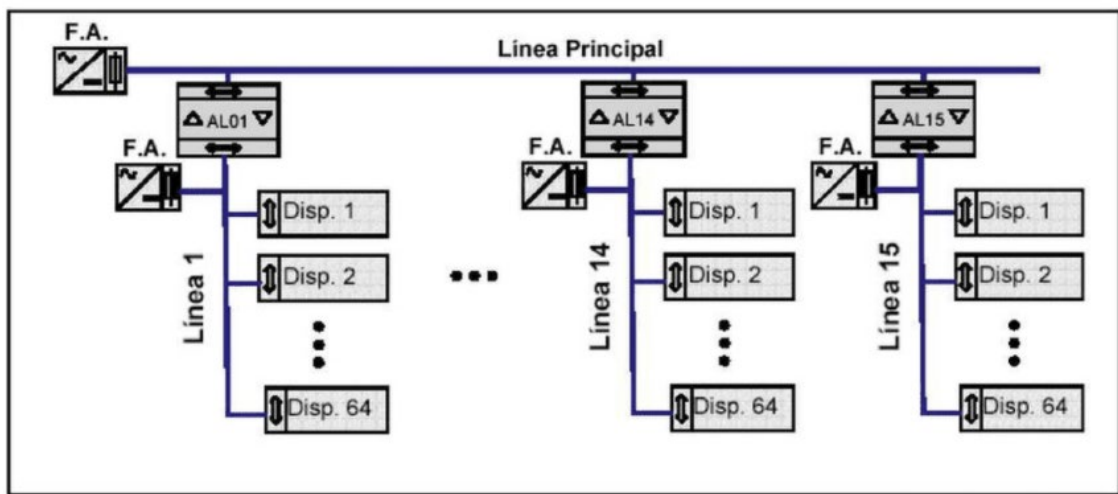 F.A.
Línea Principal
AL01
AL14
AL15
F.A.
F.A.
F.A.
Disp. 1
Disp. 1
Disp. 1
Disp. 2
Disp. 2
Disp. 2
Línea 1
Línea 14
Línea 15
Disp. 64
Disp. 64
Disp. 64